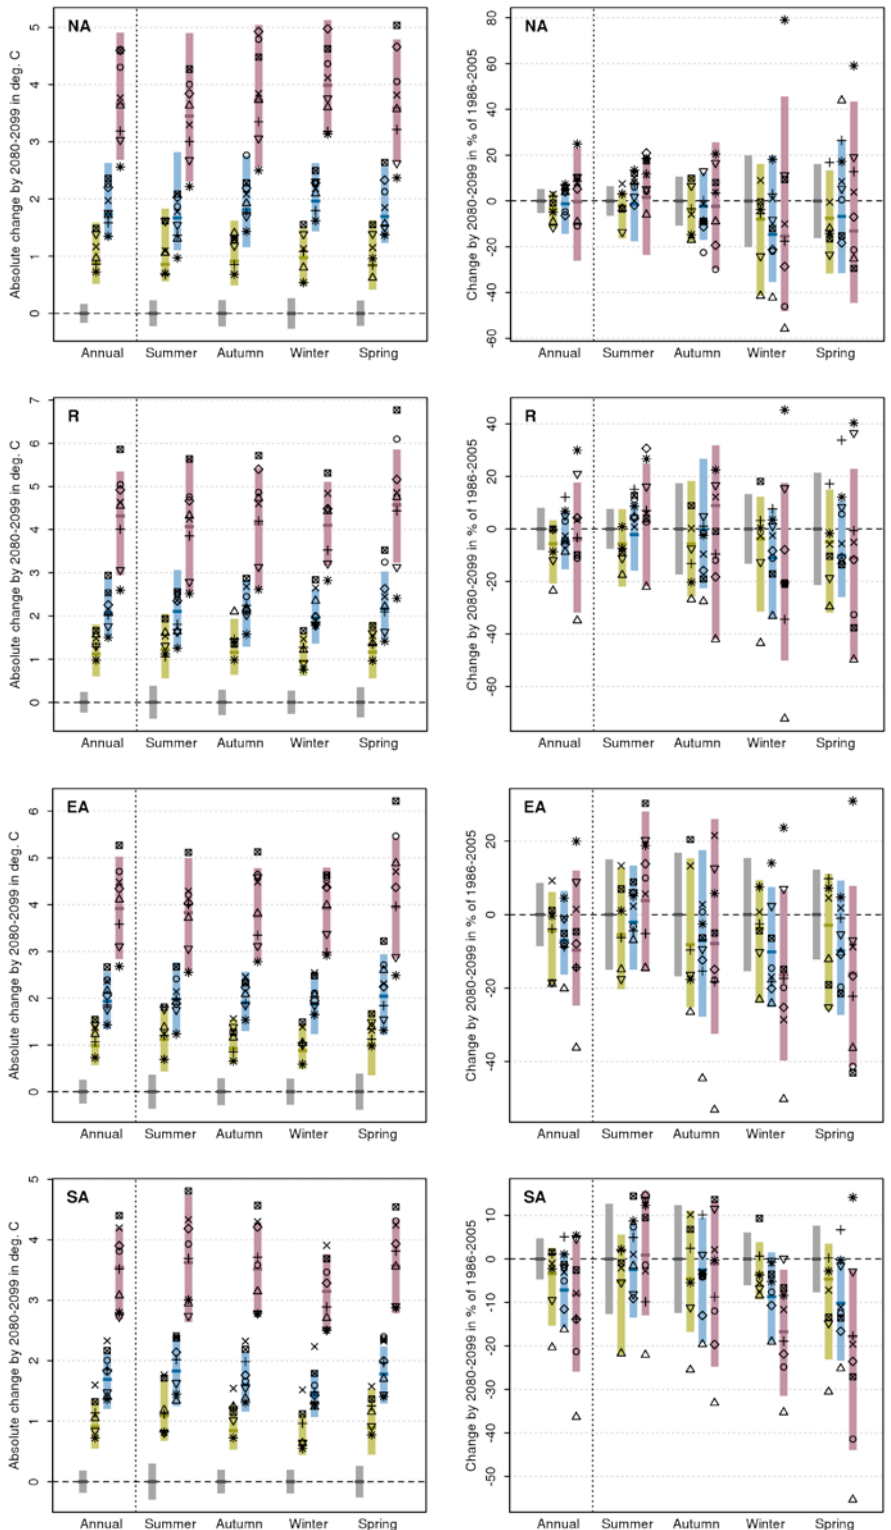 NA
Absolute change by 2080-2099 in deg. C
5
4
3
2
1
0
Annual Summer Autumn Winter Spring
NA
Change by 2080-2099 in % of 1986-2005
80
60
40
20
0
-20
-40
-60
Annual Summer Autumn Winter Spring
R
Absolute change by 2080-2099 in deg. C
7
6
5
4
3
2
1
0
Annual Summer Autumn Winter Spring
R
Change by 2080-2099 in % of 1986-2005
40
20
0
-20
-40
-60
Annual Summer Autumn Winter Spring
EA
Absolute change by 2080-2099 in deg. C
6
5
4
3
2
1
0
Annual Summer Autumn Winter Spring
EA
Change by 2080-2099 in % of 1986-2005
20
0
-20
-40
Annual Summer Autumn Winter Spring
SA
Absolute change by 2080-2099 in deg. C
5
4
3
2
1
0
Annual Summer Autumn Winter Spring
SA
Change by 2080-2099 in % of 1986-2005
10
0
-10
-20
-30
-40
-50
Annual Summer Autumn Winter Spring